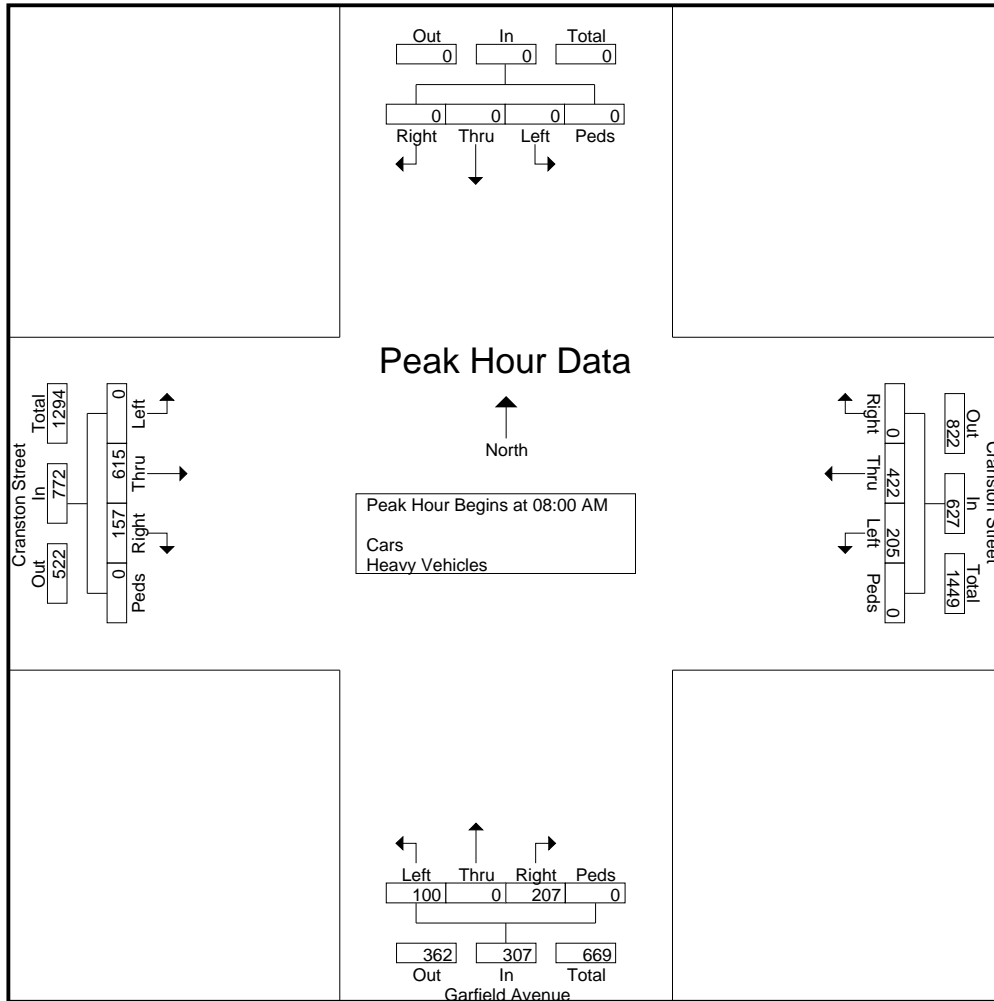 Out In Total
0 0 0
0 0 0 0
Right Thru Left Peds
Peak Hour Data
North
Peak Hour Begins at 08:00 AM
Cars
Heavy Vehicles
Cranston Street
Total In Out
1294 772 522
0 615 157 0
Left Thru Right Peds
Right Thru Left Peds
0 422 205 0
822 627 1449
Out In Total
Cranston Street
Left Thru Right Peds
100 0 207 0
362 307 669
Out In Total
Garfield Avenue